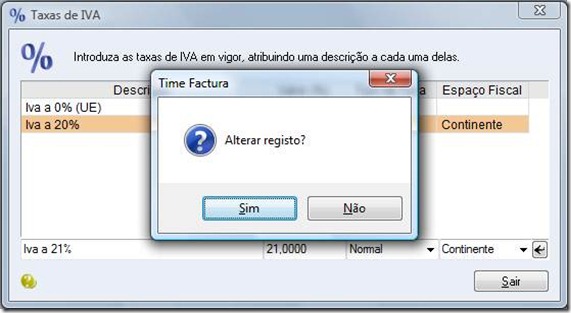 Taxas de IVA
Introduza as taxas de IVA em vigor, atribuindo uma descrição a cada uma delas.
Espaço Fiscal
Iva a 0% (UE)
Iva a 20% Continente
Time Factura
Alterar registo?
Sim Não
Iva a 21% 21,0000 Normal Continente
Sair